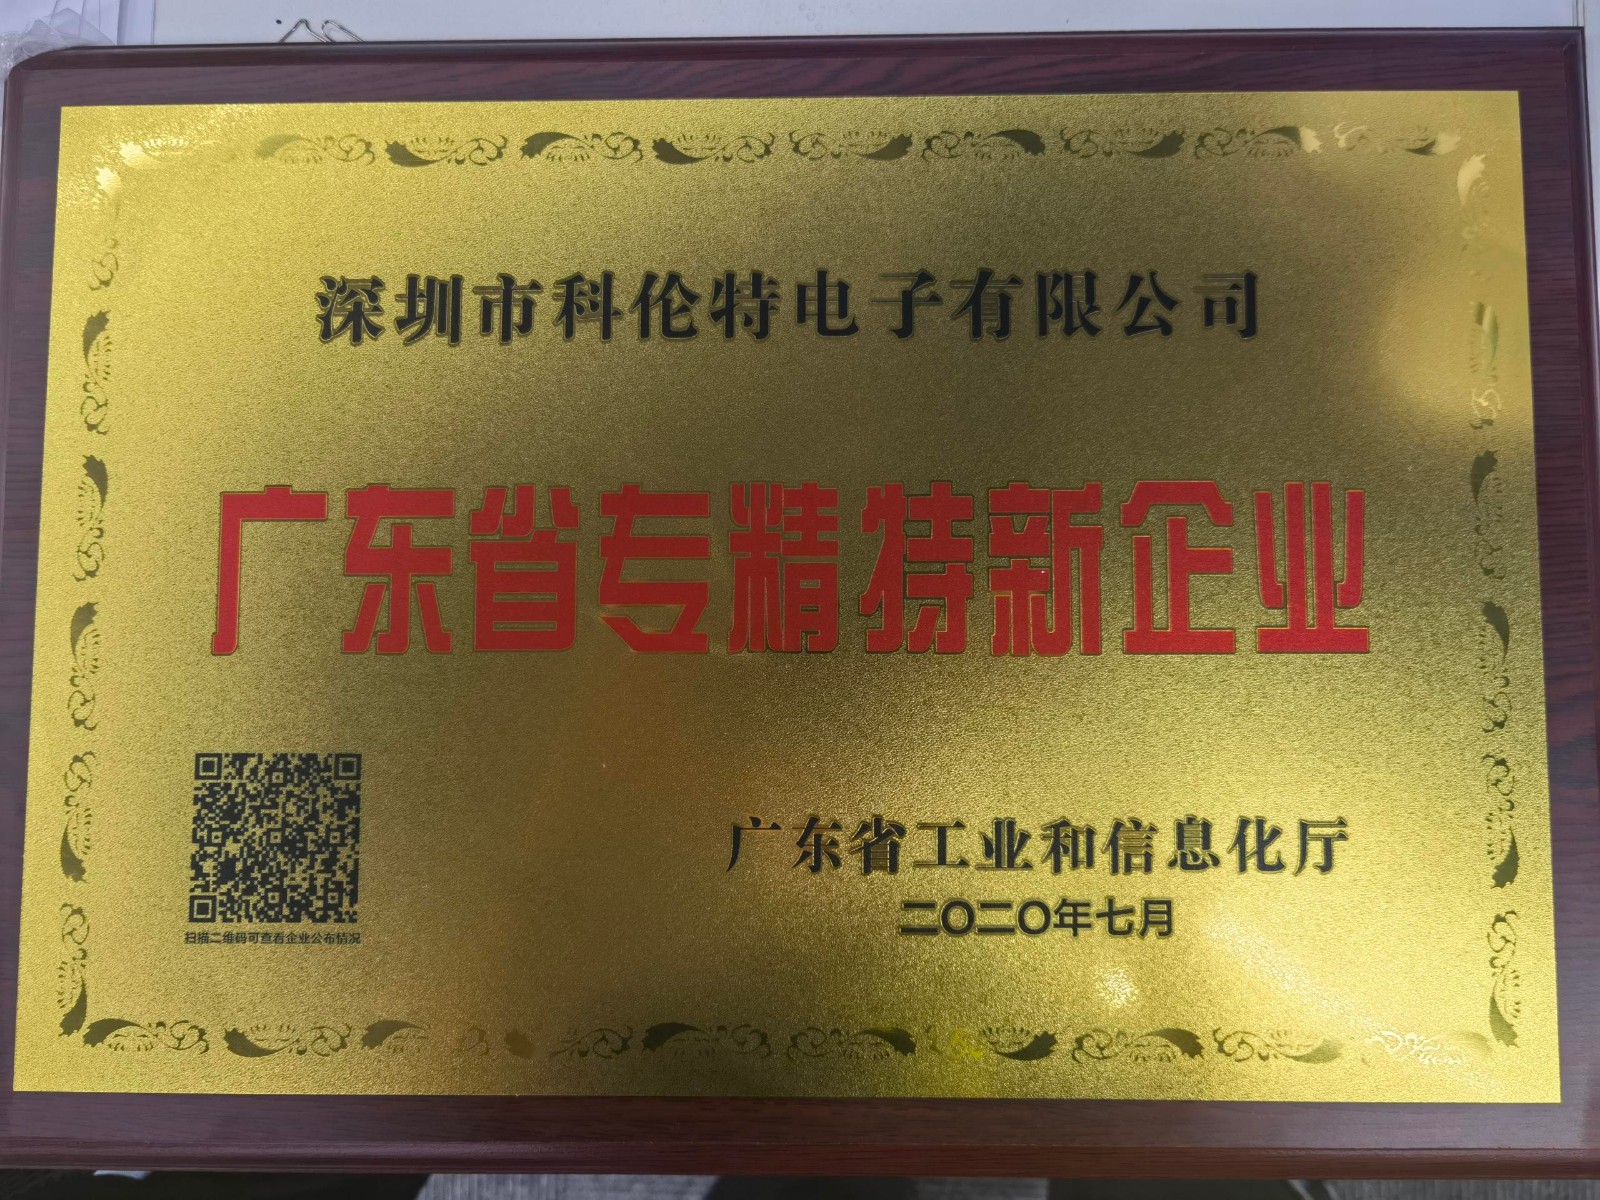 深圳市科伦特电子有限公司
广东省专精特新企业
广东省工业和信息化厅
二〇二〇年七月
扫描二维码可查看企业公布情况